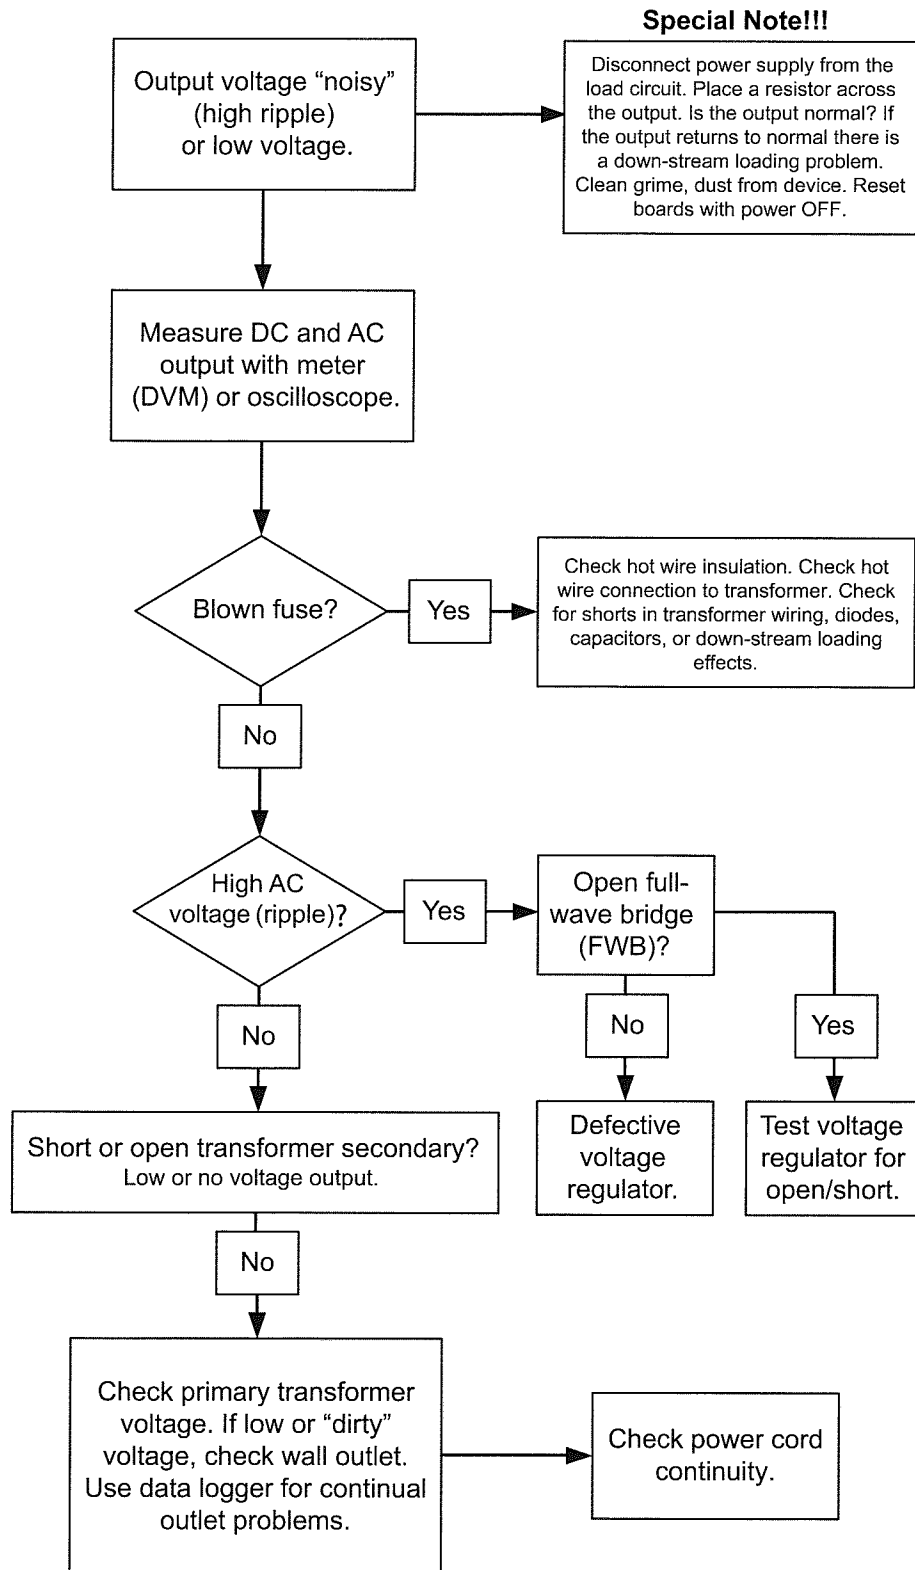 Special Note!!!
Output voltage “noisy”
(high ripple)
or low voltage.
Disconnect power supply from the
load circuit. Place a resistor across
the output. Is the output normal? If
the output returns to normal there is
a down-stream loading problem.
Clean grime, dust from device. Reset
boards with power OFF.
Measure DC and AC
output with meter
(DVM) or oscilloscope.
Blown fuse?
Yes
Check hot wire insulation. Check hot
wire connection to transformer. Check
for shorts in transformer wiring, diodes,
capacitors, or down-stream loading
effects.
No
High AC
voltage (ripple)?
Yes
Open full-
wave bridge
(FWB)?
No
No
Yes
Short or open transformer secondary?
Low or no voltage output.
Defective
voltage
regulator.
Test voltage
regulator for
open/short.
No
Check primary transformer
voltage. If low or “dirty”
voltage, check wall outlet.
Use data logger for continual
outlet problems.
Check power cord
continuity.